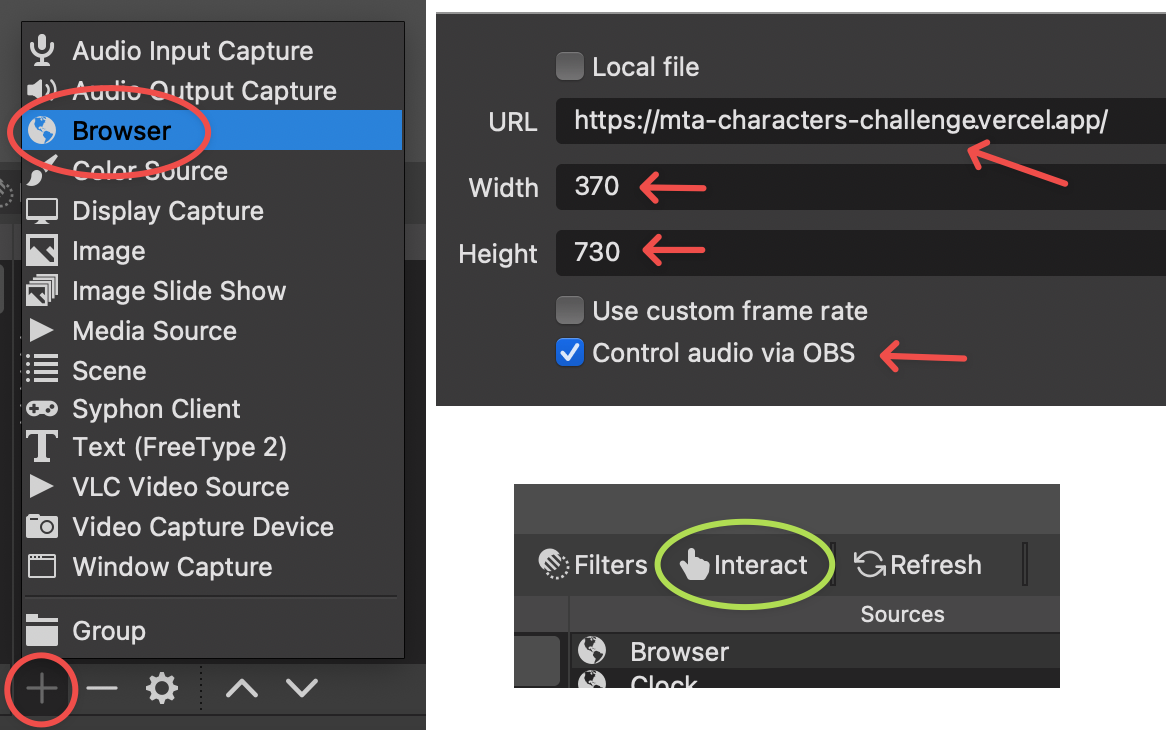 Audio Input Capture
Audio Output Capture
Browser
Color Source
Display Capture
Image
Image Slide Show
Media Source
Scene
Syphon Client
Text (FreeType 2)
VLC Video Source
Video Capture Device
Window Capture
Group
Local file
URL https://mta-characters-challenge.vercel.app/
Width 370
Height 730
Use custom frame rate
Control audio via OBS
Filters Interact Refresh
Sources
Browser
Clock